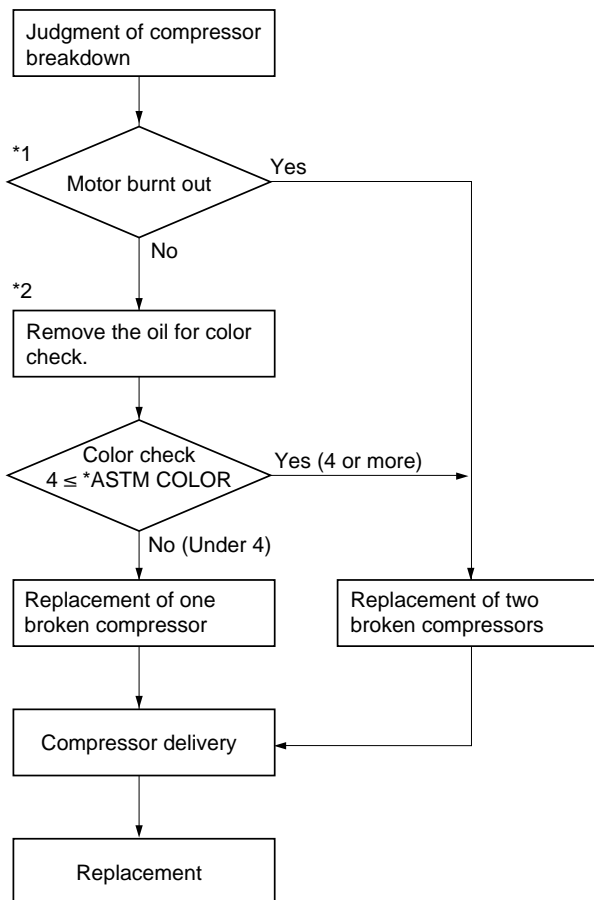 Judgment of compressor
breakdown
*1
Motor burnt out
Yes
No
*2
Remove the oil for color
check.
Color check
4 ≤ *ASTM COLOR
Yes (4 or more)
No (Under 4)
Replacement of one
broken compressor
Replacement of two
broken compressors
Compressor delivery
Replacement